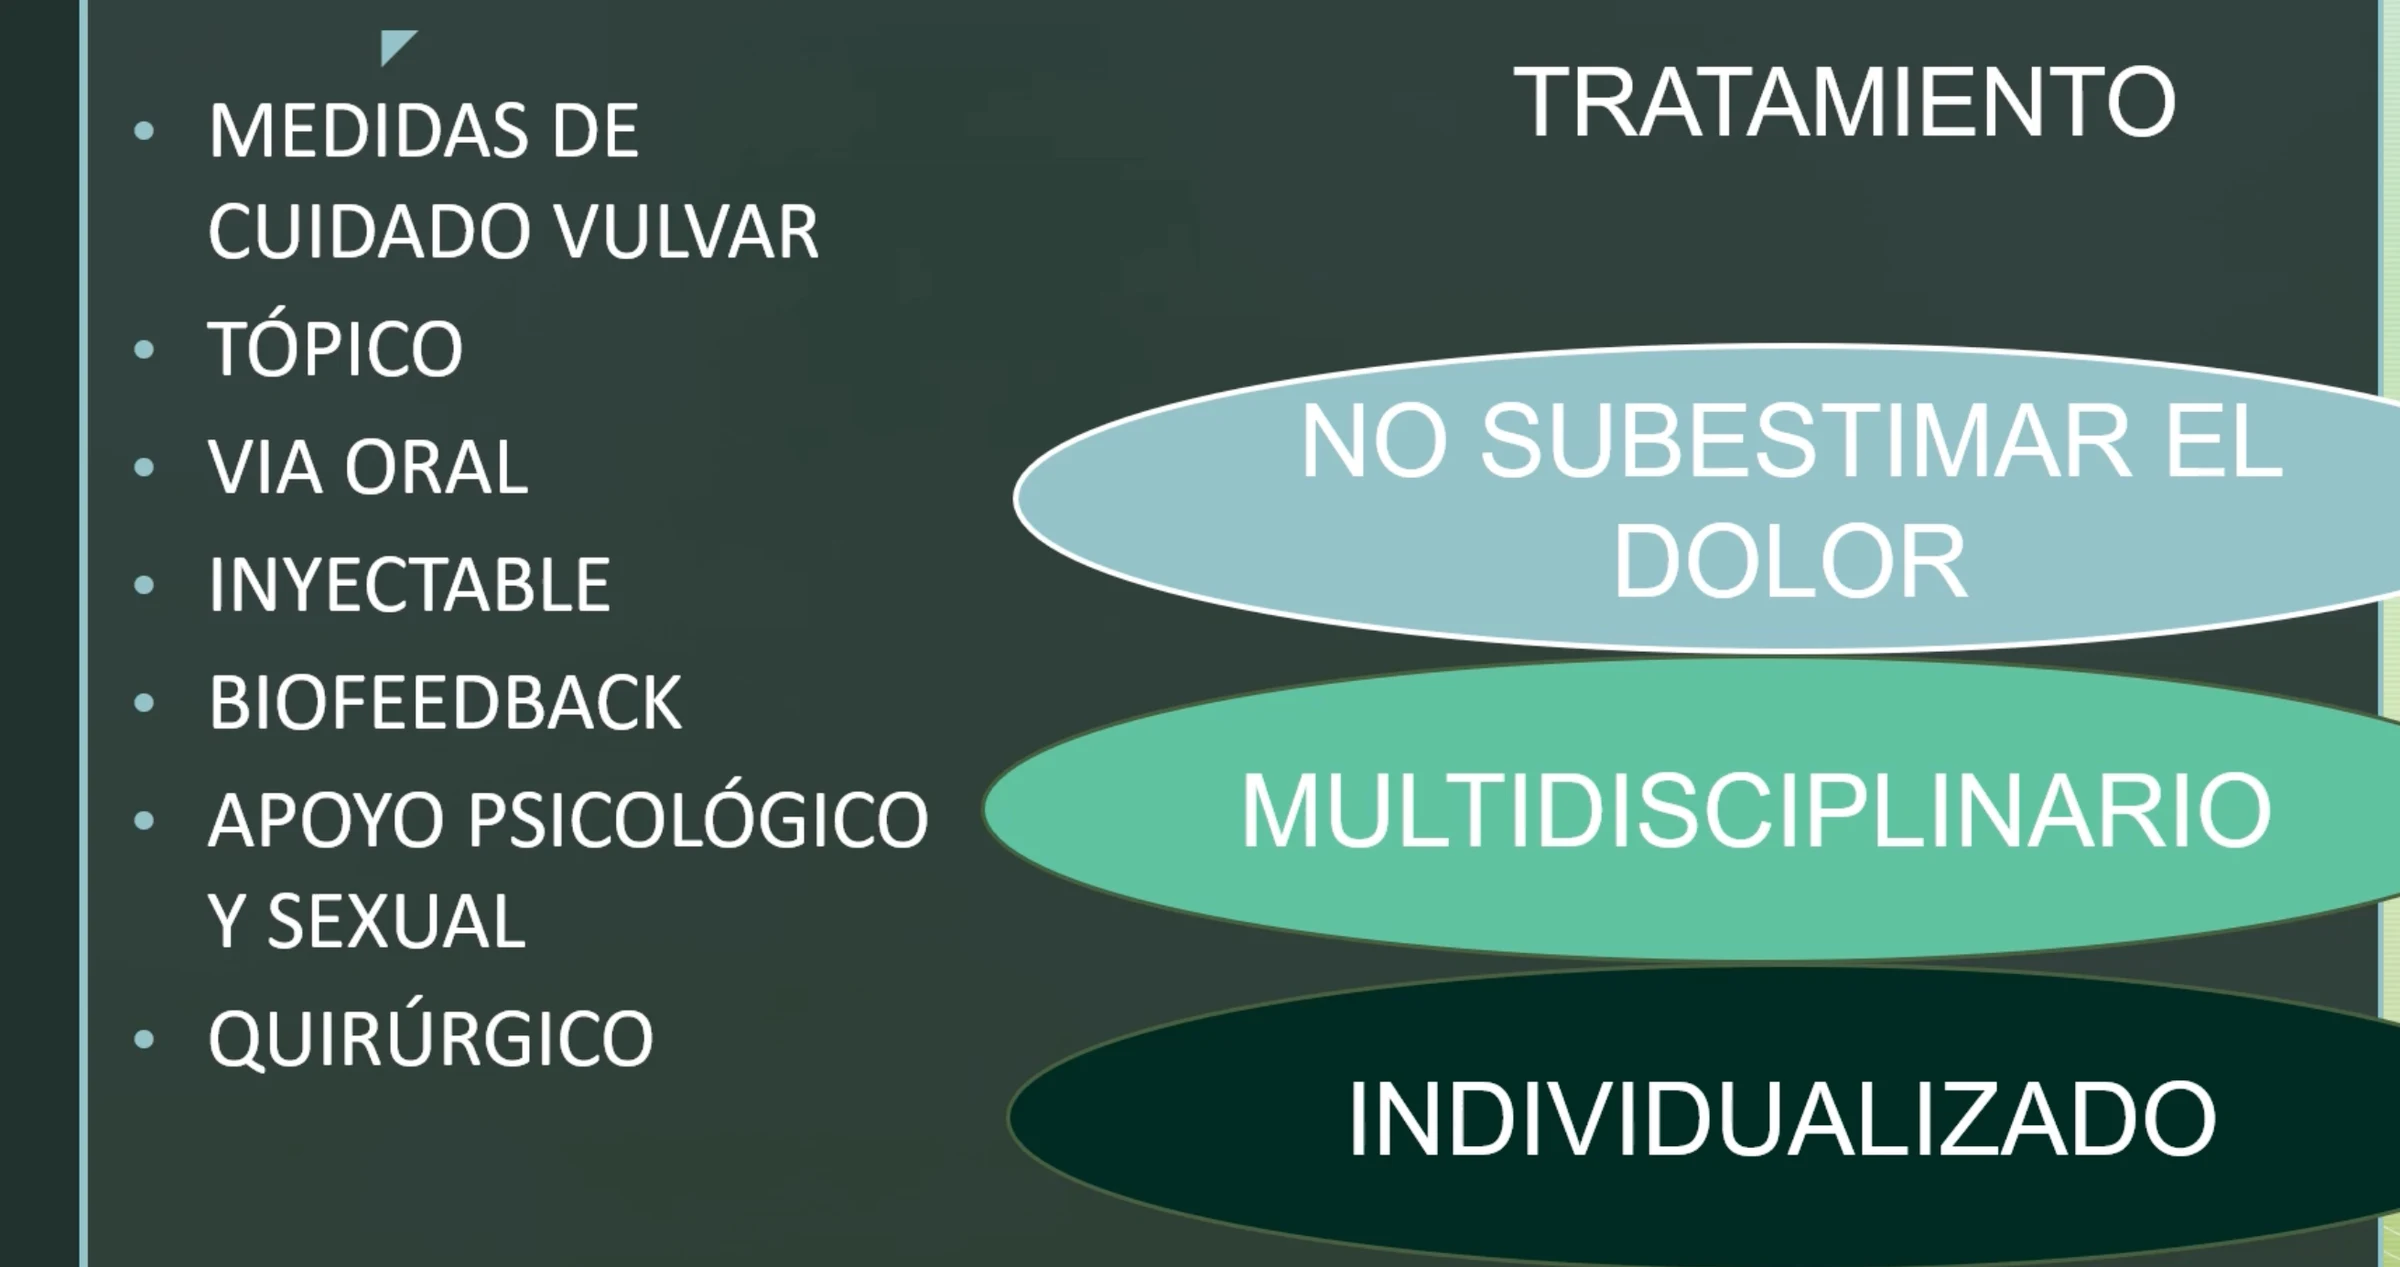 MEDIDAS DE
CUIDADO VULVAR
TÓPICO
VIA ORAL
INYECTABLE
BIOFEEDBACK
APOYO PSICOLÓGICO
Y SEXUAL
QUIRÚRGICO
TRATAMIENTO
NO SUBESTIMAR EL
DOLOR
MULTIDISCIPLINARIO
INDIVIDUALIZADO